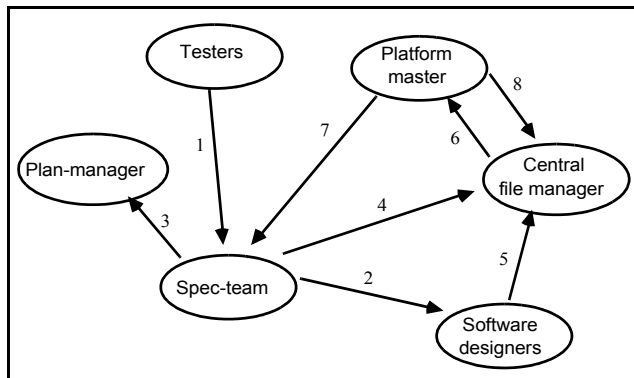 Testers
Platform
master
8
1
7
6
Plan-manager
Central
file manager
4
3
5
Spec-team
2
Software
designers